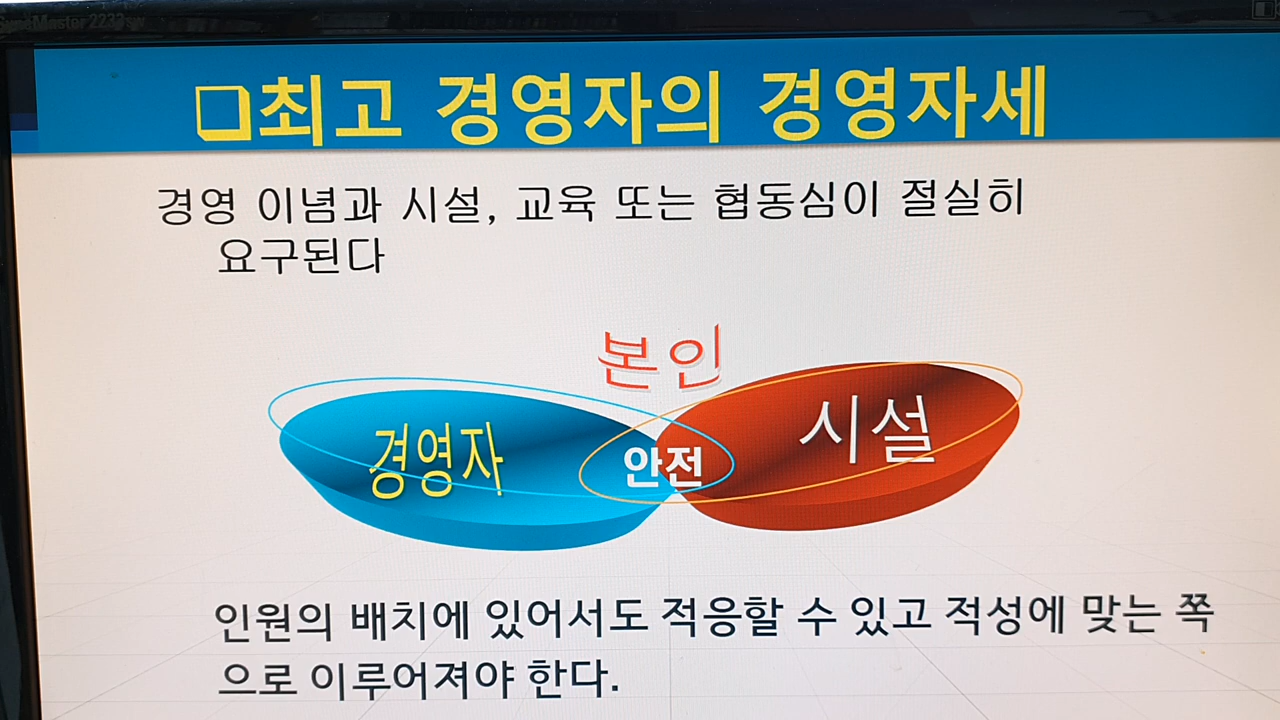 SyncMaster 2233sw
❏최고 경영자의 경영자세
경영 이념과 시설, 교육 또는 협동심이 절실히
요구된다
본인
경영자
안전
시설
인원의 배치에 있어서도 적응할 수 있고 적성에 맞는 쪽
으로 이루어져야 한다.